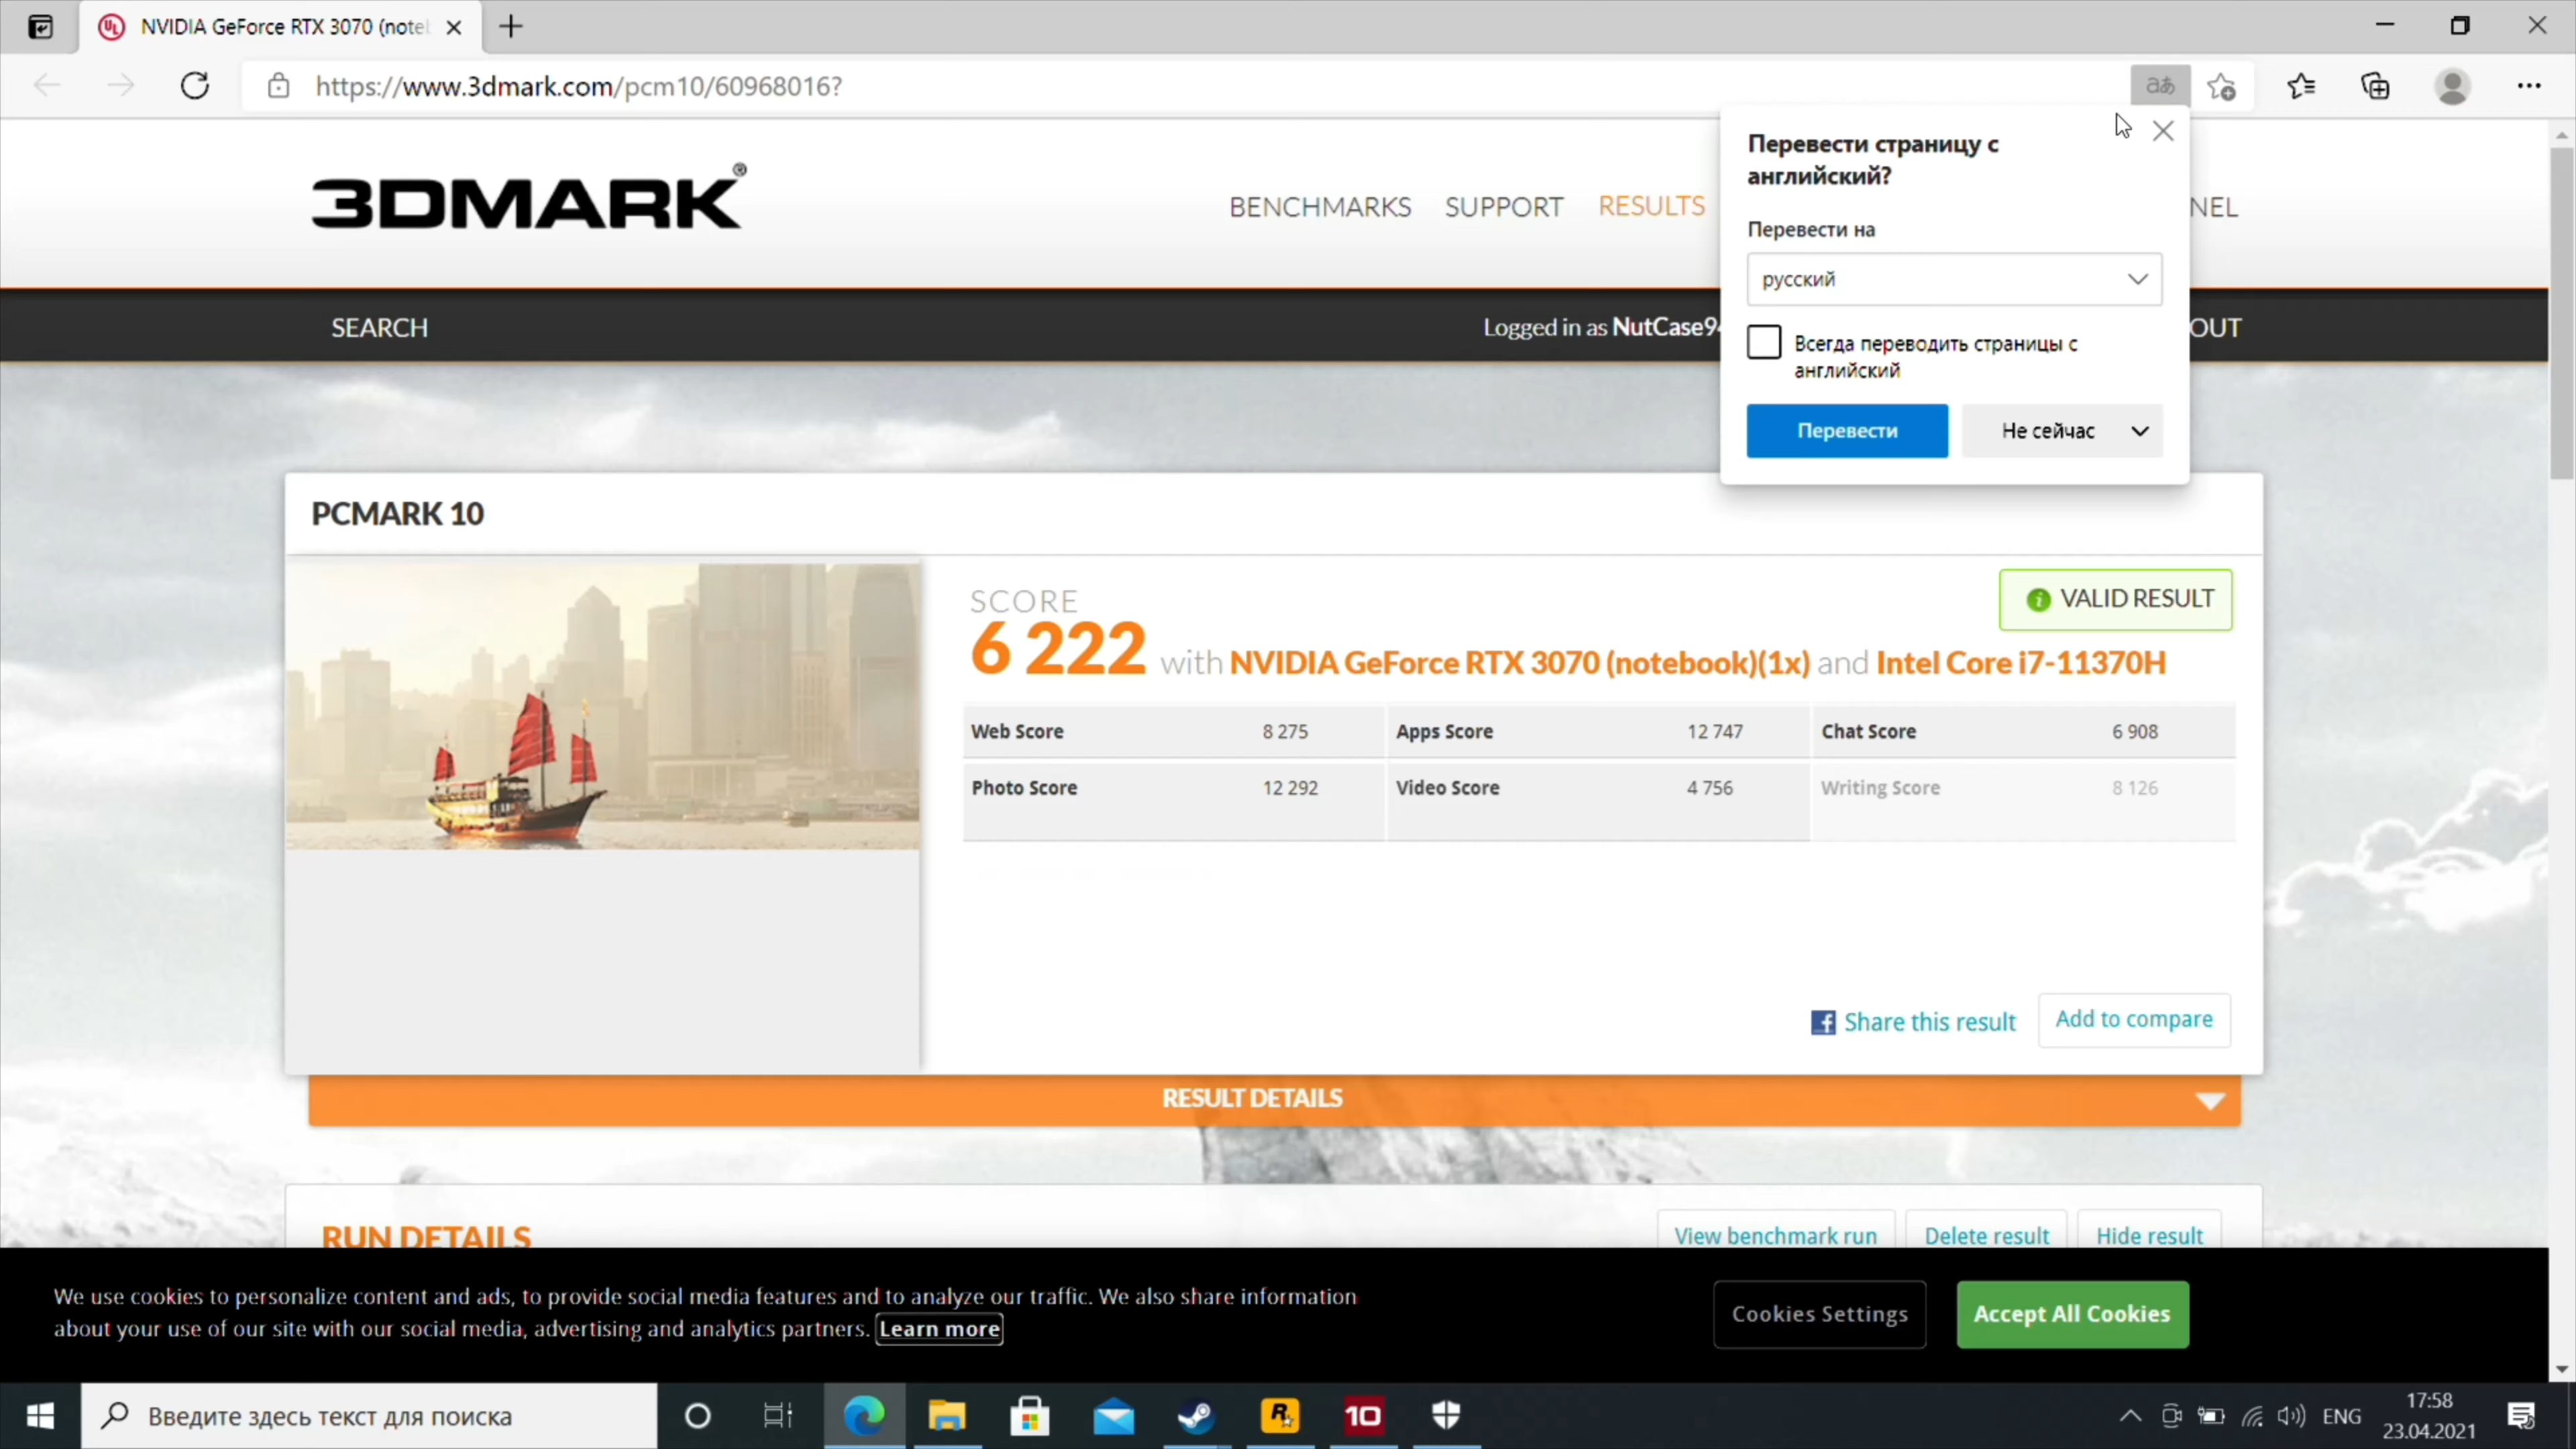 NVIDIA GeForce RTX 3070 (note
https://www.3dmark.com/pcm10/60968016?
aあ
3DMARK®
BENCHMARKS SUPPORT RESULTS
NEL
Перевести страницу с
английский?
Перевести на
русский
Всегда переводить страницы с
английский
Перевести
Не сейчас
SEARCH
Logged in as NutCase9
OUT
PCMARK 10
SCORE
VALID RESULT
6 222 with NVIDIA GeForce RTX 3070 (notebook)(1x) and Intel Core i7-11370H
Web Score 8 275 Apps Score 12 747 Chat Score 6 908
Photo Score 12 292 Video Score 4 756 Writing Score 8 126
Share this result
Add to compare
RESULT DETAILS
RUN DETAILS
View benchmark run
Delete result
Hide result
We use cookies to personalize content and ads, to provide social media features and to analyze our traffic. We also share information
about your use of our site with our social media, advertising and analytics partners. Learn more
Cookies Settings
Accept All Cookies
Введите здесь текст для поиска
10
ENG
17:58
23.04.2021